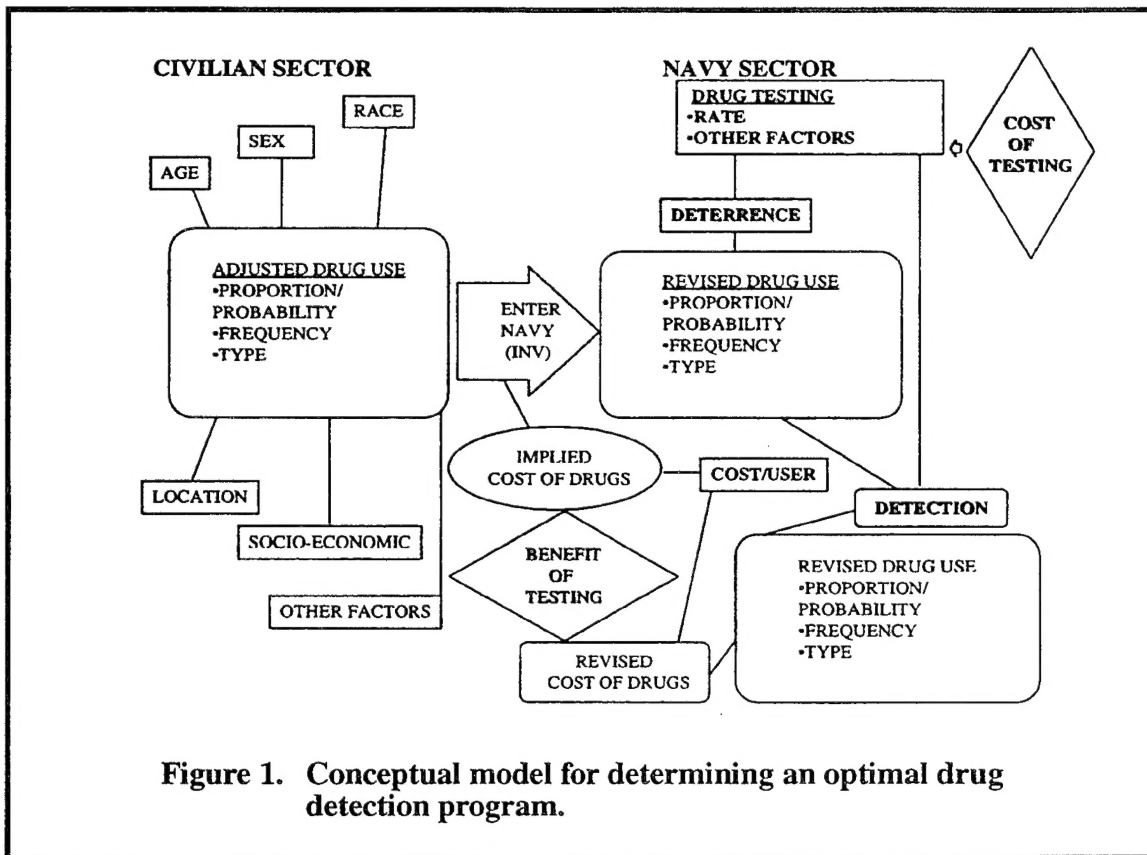 CIVILIAN SECTOR
RACE
SEX
AGE
ADJUSTED DRUG USE
•PROPORTION/
PROBABILITY
•FREQUENCY
•TYPE
LOCATION
SOCIO-ECONOMIC
OTHER FACTORS
ENTER
NAVY
(INV)
IMPLIED
COST OF DRUGS
BENEFIT
OF
TESTING
REVISED
COST OF DRUGS
COST/USER
NAVY SECTOR
DRUG TESTING
•RATE
•OTHER FACTORS
COST
OF
TESTING
DETERRENCE
REVISED DRUG USE
•PROPORTION/
PROBABILITY
•FREQUENCY
•TYPE
DETECTION
REVISED DRUG USE
•PROPORTION/
PROBABILITY
•FREQUENCY
•TYPE
Figure 1. Conceptual model for determining an optimal drug
detection program.